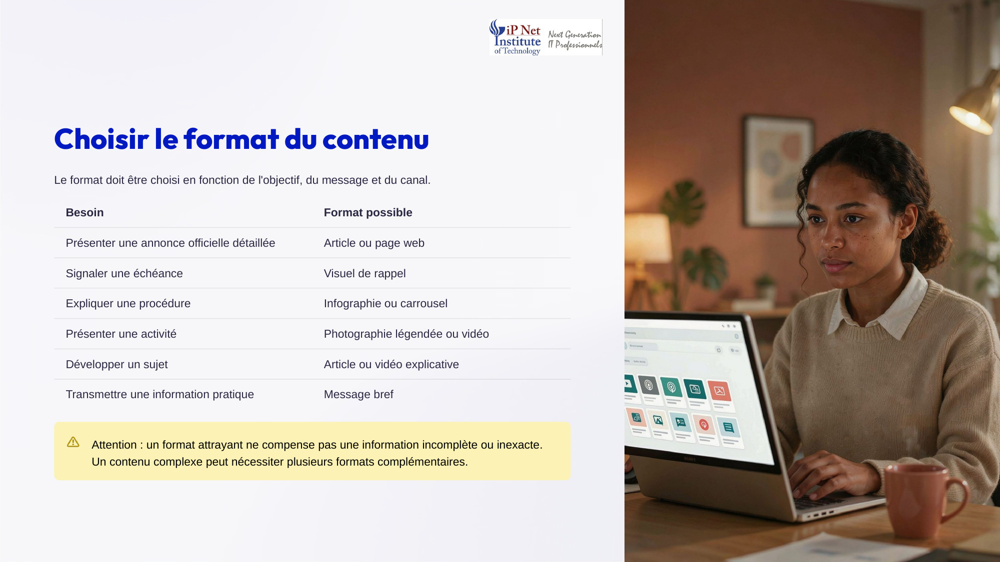 iP Net
Institute
of Technology
Next Generation
IT Professionnels
Choisir le format du contenu
Le format doit être choisi en fonction de l'objectif, du message et du canal.
Besoin Format possible
Présenter une annonce officielle détaillée Article ou page web
Signaler une échéance Visuel de rappel
Expliquer une procédure Infographie ou carrousel
Présenter une activité Photographie légendée ou vidéo
Développer un sujet Article ou vidéo explicative
Transmettre une information pratique Message bref
Attention : un format attrayant ne compense pas une information incomplète ou inexacte.
Un contenu complexe peut nécessiter plusieurs formats complémentaires.